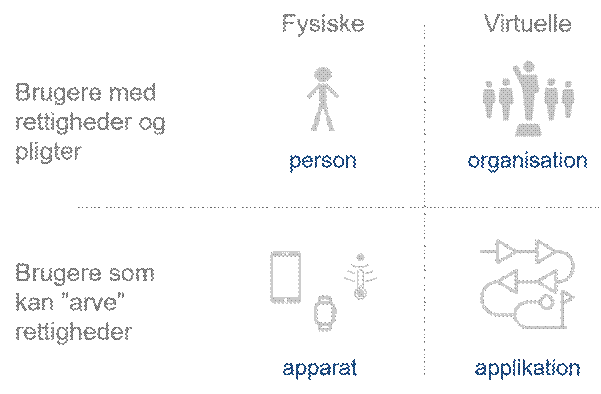 Fysiske
Virtuelle
Brugere med
rettigheder og
pligter
person
organisation
Brugere som
kan "arve"
rettigheder
apparat
applikation